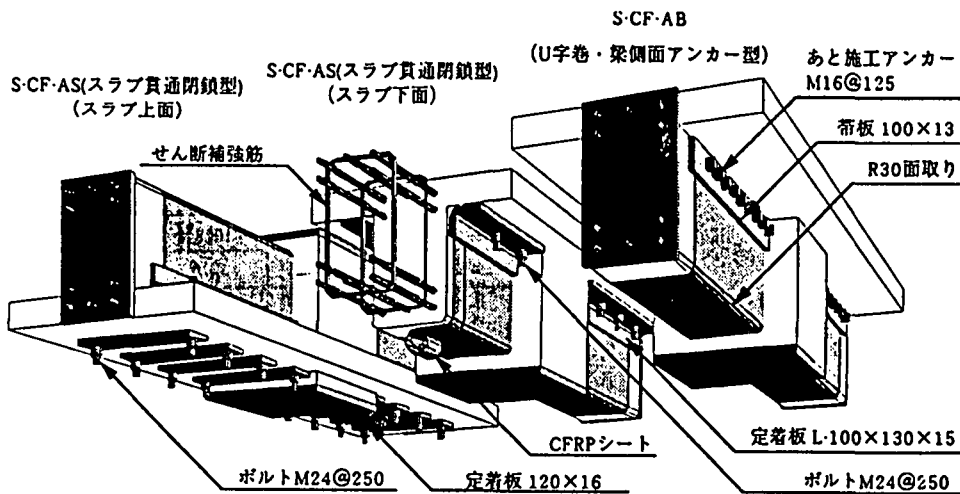 S·CF·AS(スラブ貫通閉鎖型)
(スラブ上面)
S·CF·AS(スラブ貫通閉鎖型)
(スラブ下面)
S·CF·AB
(U字巻・梁側面アンカー型)
あと施工アンカー
M16@125
帯板 100×13
R30面取り
せん断補強筋
CFRPシート
定着板 L-100×130×15
ボルトM24@250
定着板 120×16
ボルトM24@250